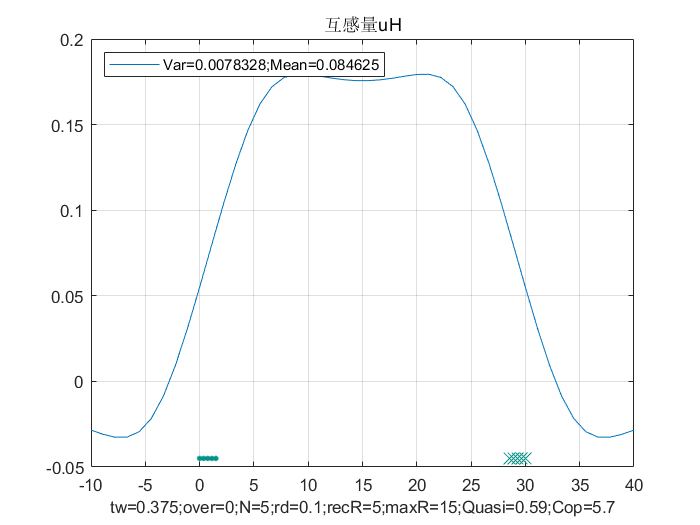 互感量uH
Var=0.0078328;Mean=0.084625
0.2
0.15
0.1
0.05
0
-0.05
-10 -5 0 5 10 15 20 25 30 35 40
tw=0.375;over=0;N=5;rd=0.1;recR=5;maxR=15;Quasi=0.59;Cop=5.7